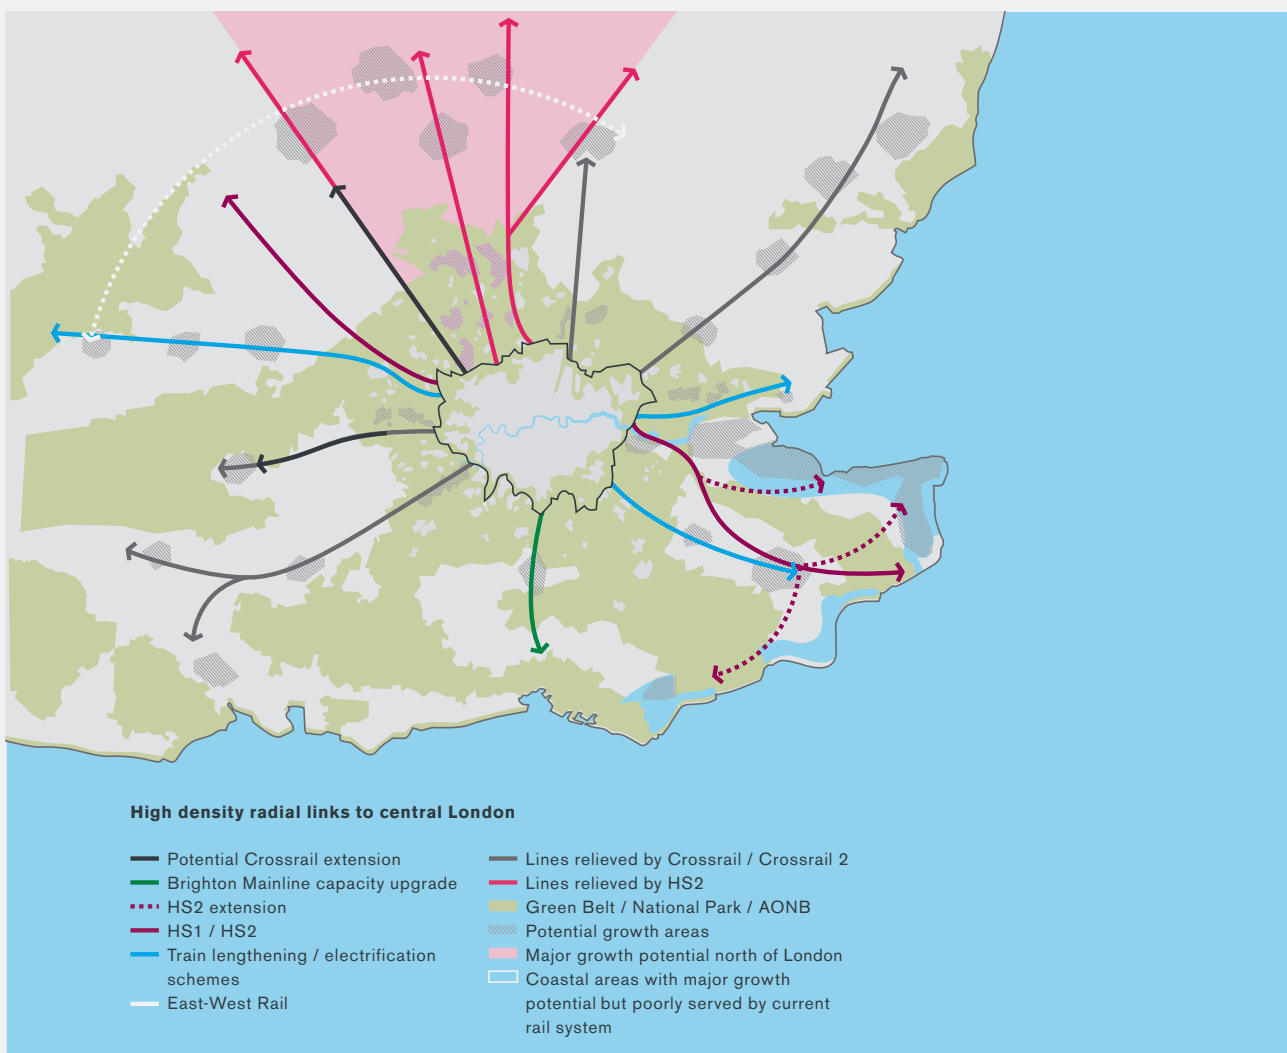 High density radial links to central London
Potential Crossrail extension
Brighton Mainline capacity upgrade
HS2 extension
HS1 / HS2
Train lengthening / electrification
schemes
East-West Rail
Lines relieved by Crossrail / Crossrail 2
Lines relieved by HS2
Green Belt / National Park / AONB
Potential growth areas
Major growth potential north of London
Coastal areas with major growth
potential but poorly served by current
rail system